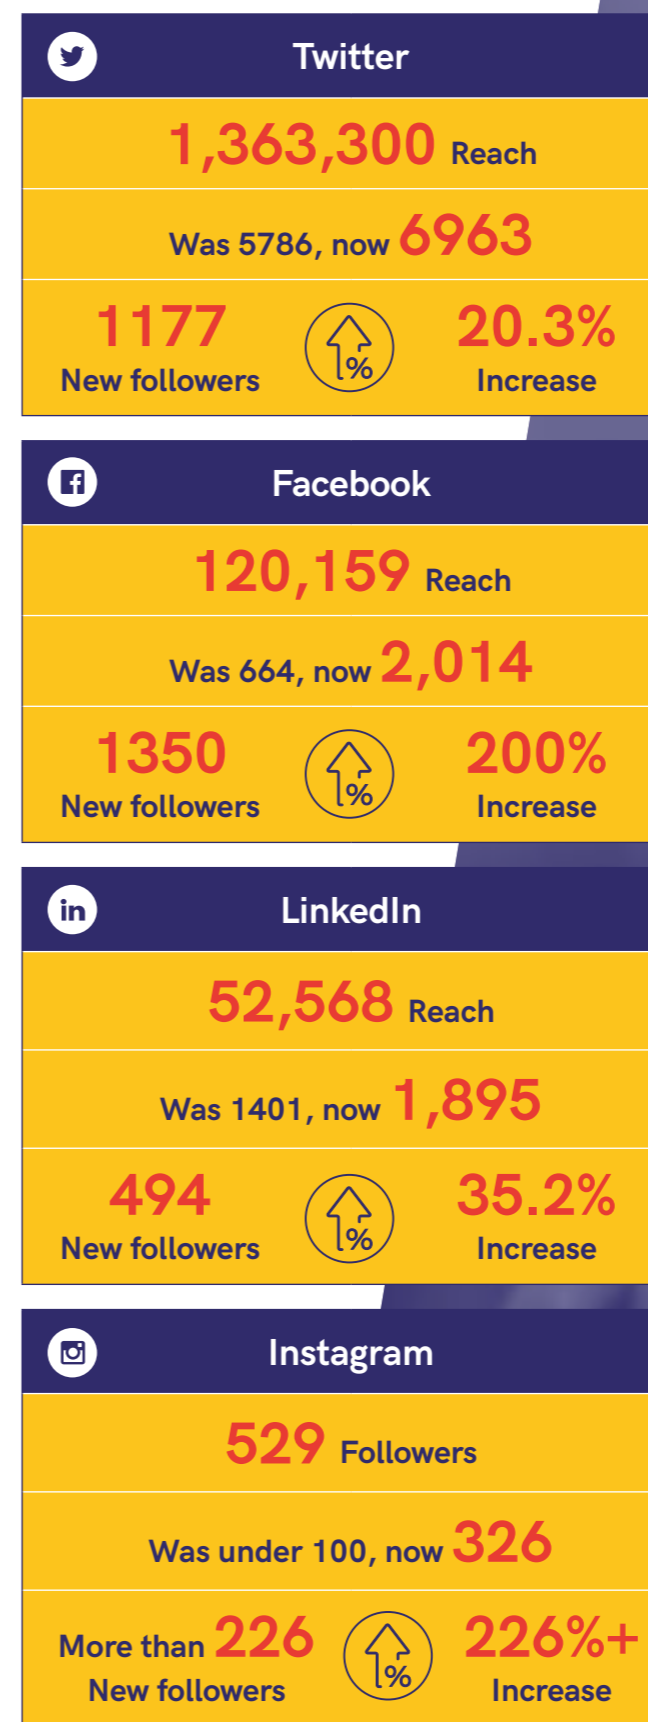 Twitter
1,363,300 Reach
Was 5786, now 6963
1177
New followers
%
20.3%
Increase
Facebook
120,159 Reach
Was 664, now 2,014
1350
New followers
%
200%
Increase
in
LinkedIn
52,568 Reach
Was 1401, now 1,895
494
New followers
%
35.2%
Increase
Instagram
529 Followers
Was under 100, now 326
More than 226
New followers
%
226%+
Increase